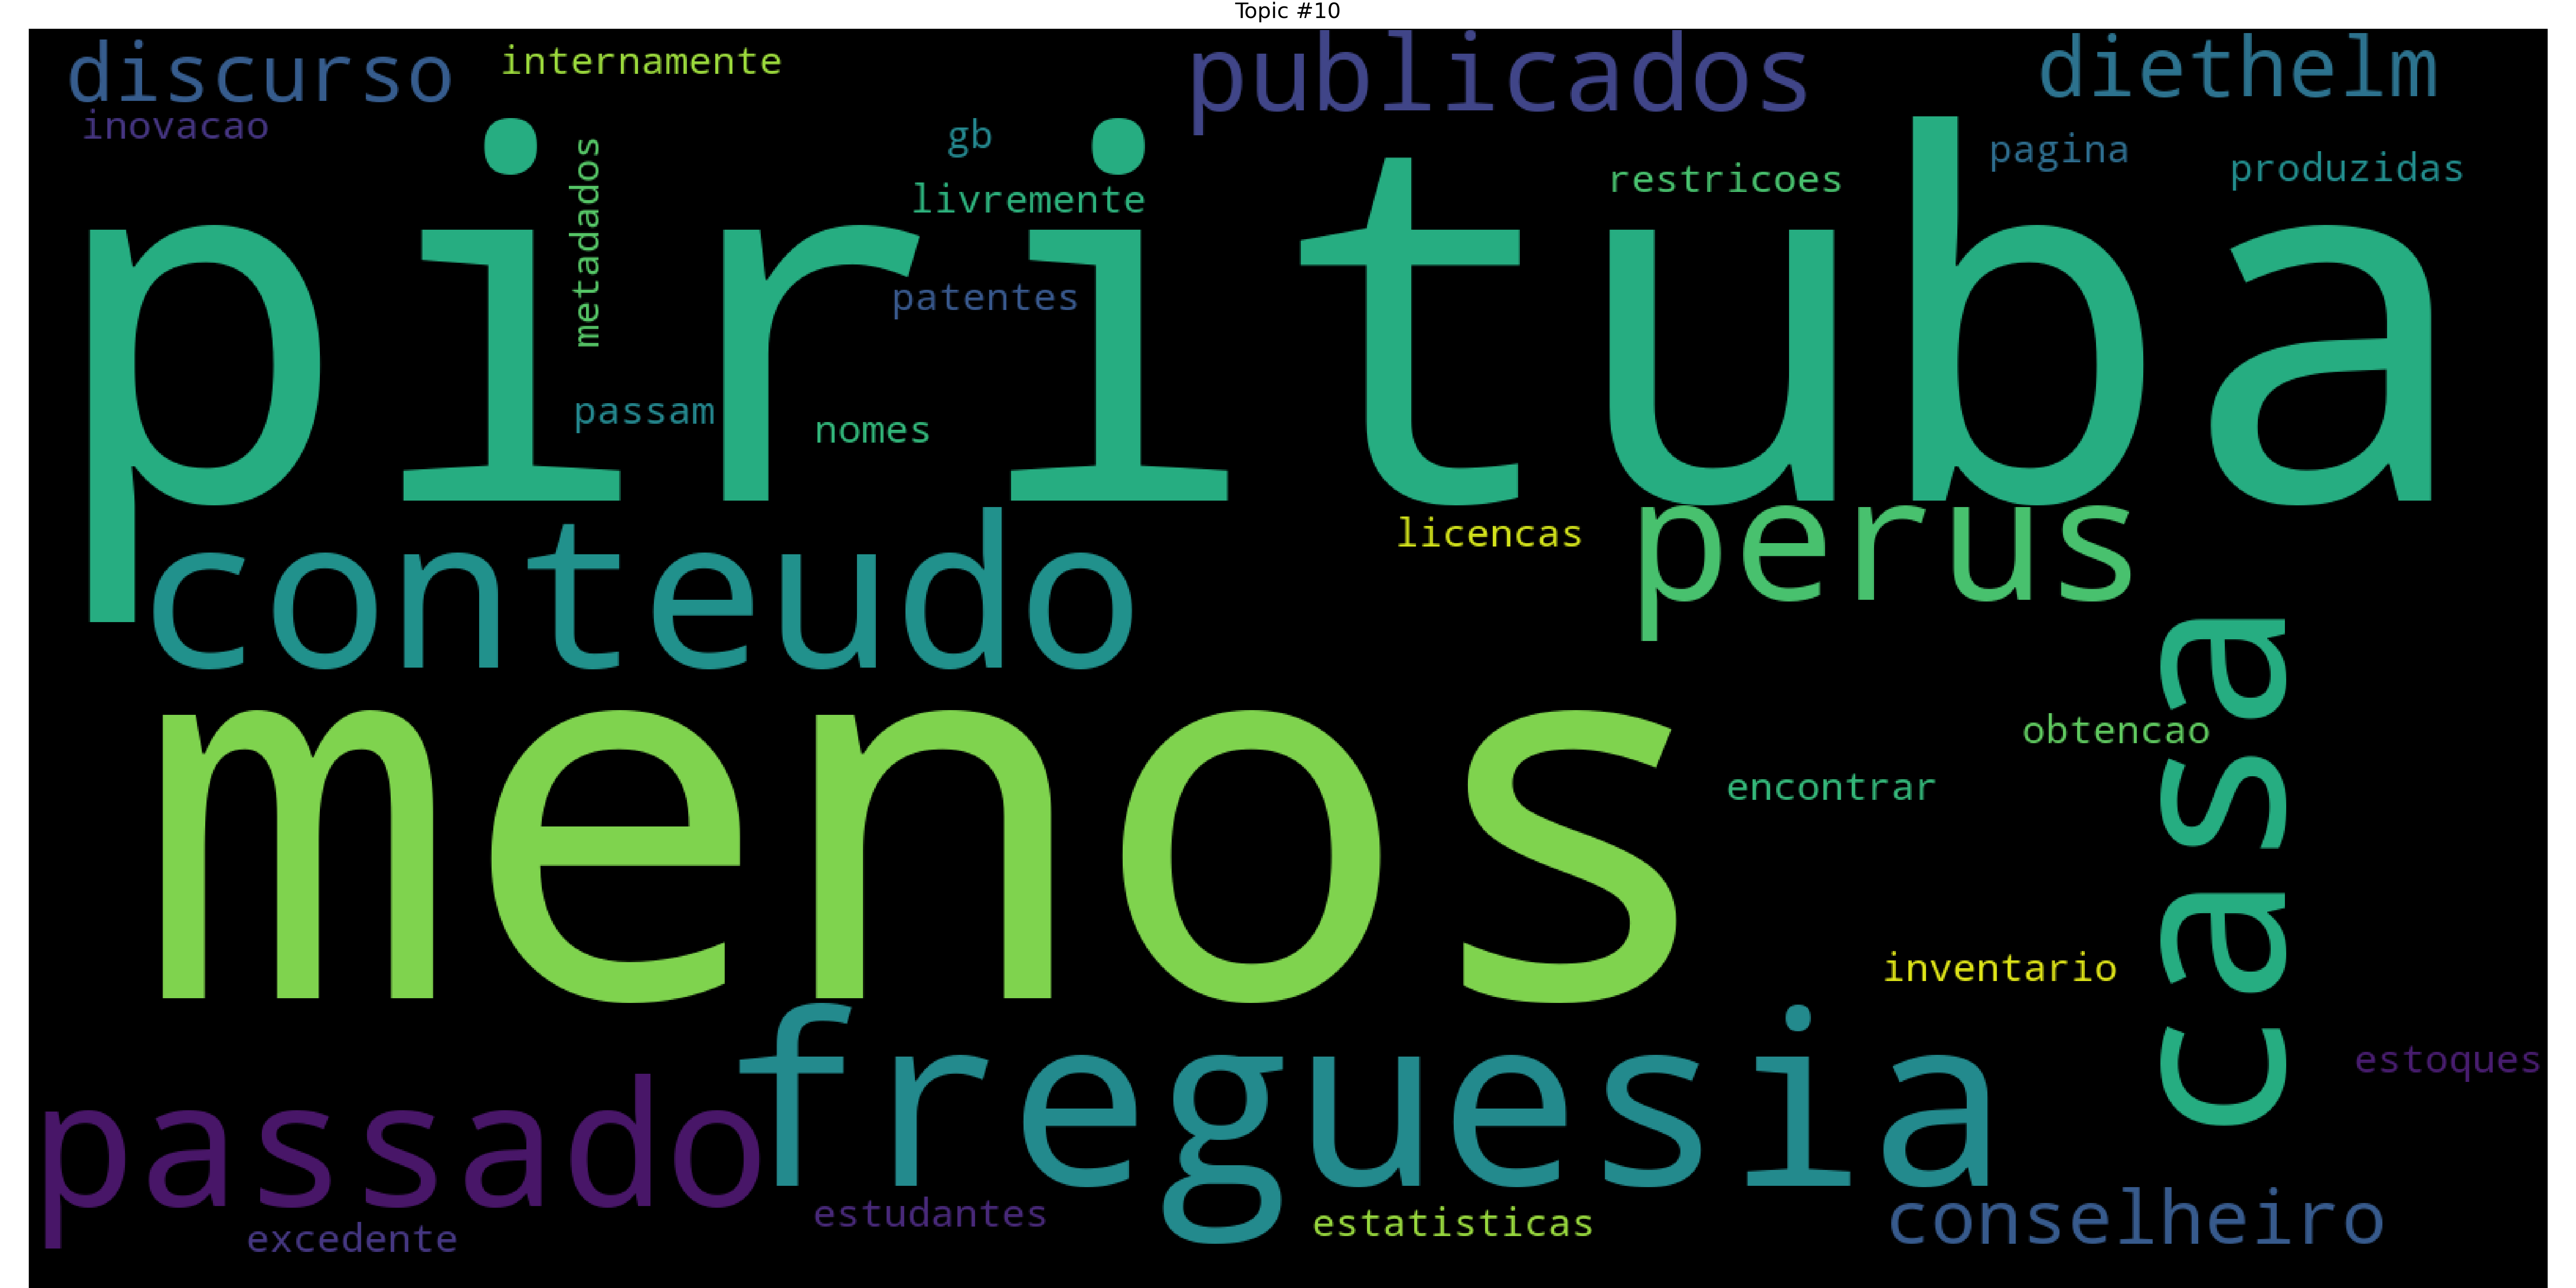 Topic #10
discurso
internamente
publicados
diethelm
inovacao
metadados
gb
livremente
restricoes
pagina
produzidas
pirituba
patentes
passam
nomes
conteudo
licencas
perus
casa
menos
obtencao
encontrar
inventario
freguesia
estoques
passado
excedente
estudantes
estatisticas
conselheiro